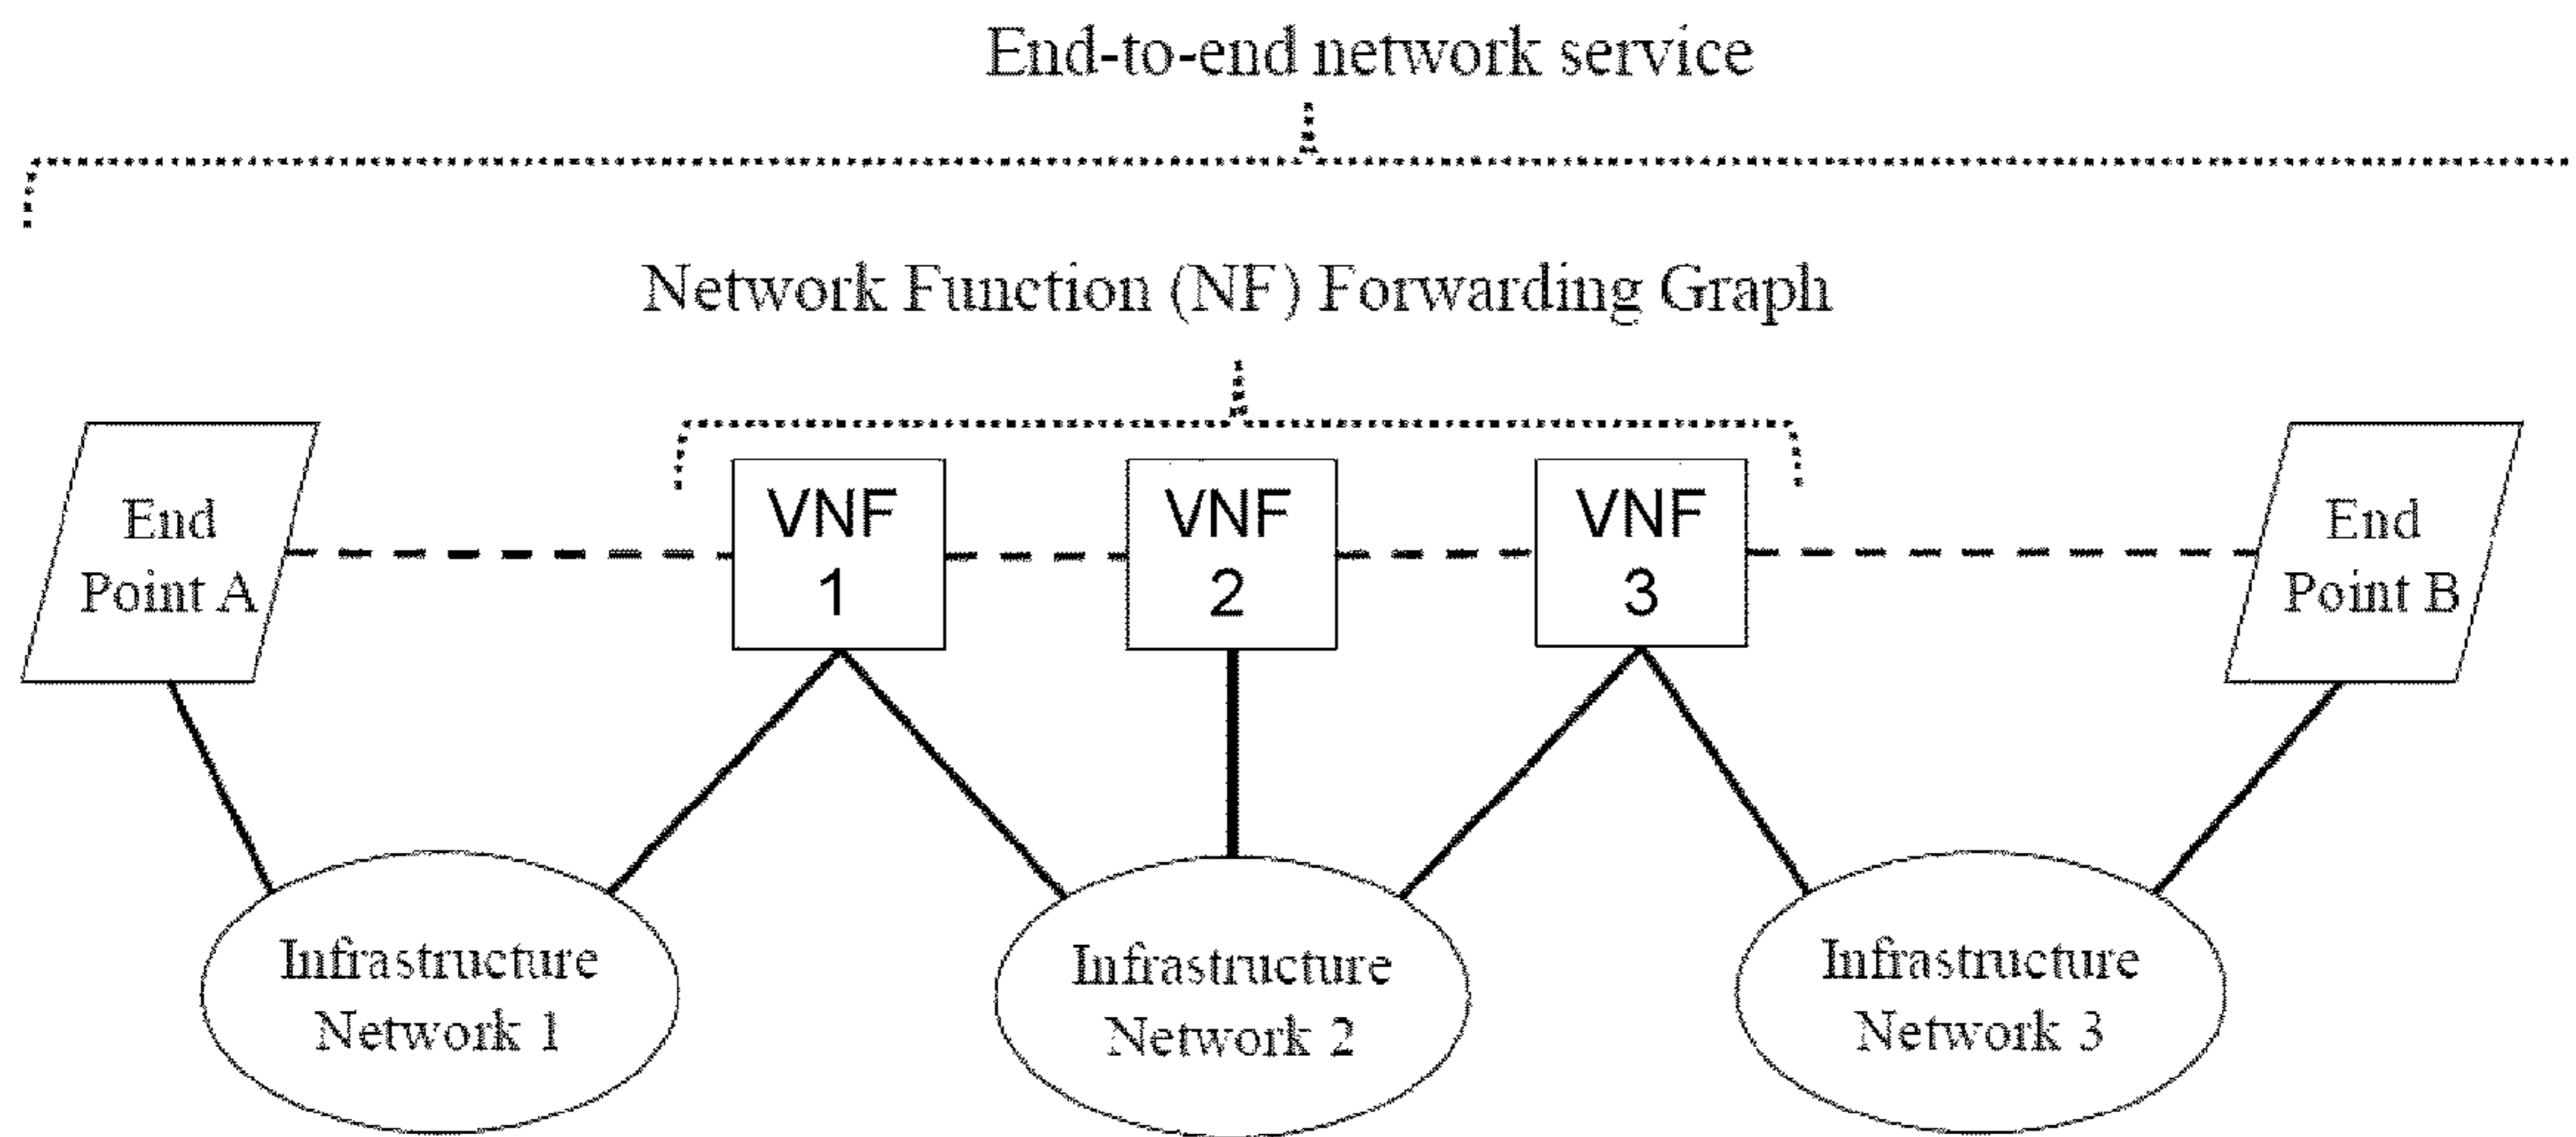 End-to-end network service
Network Function (NF) Forwarding Graph
End
Point A
VNF
1
VNF
2
VNF
3
End
Point B
Infrastructure
Network 1
Infrastructure
Network 2
Infrastructure
Network 3